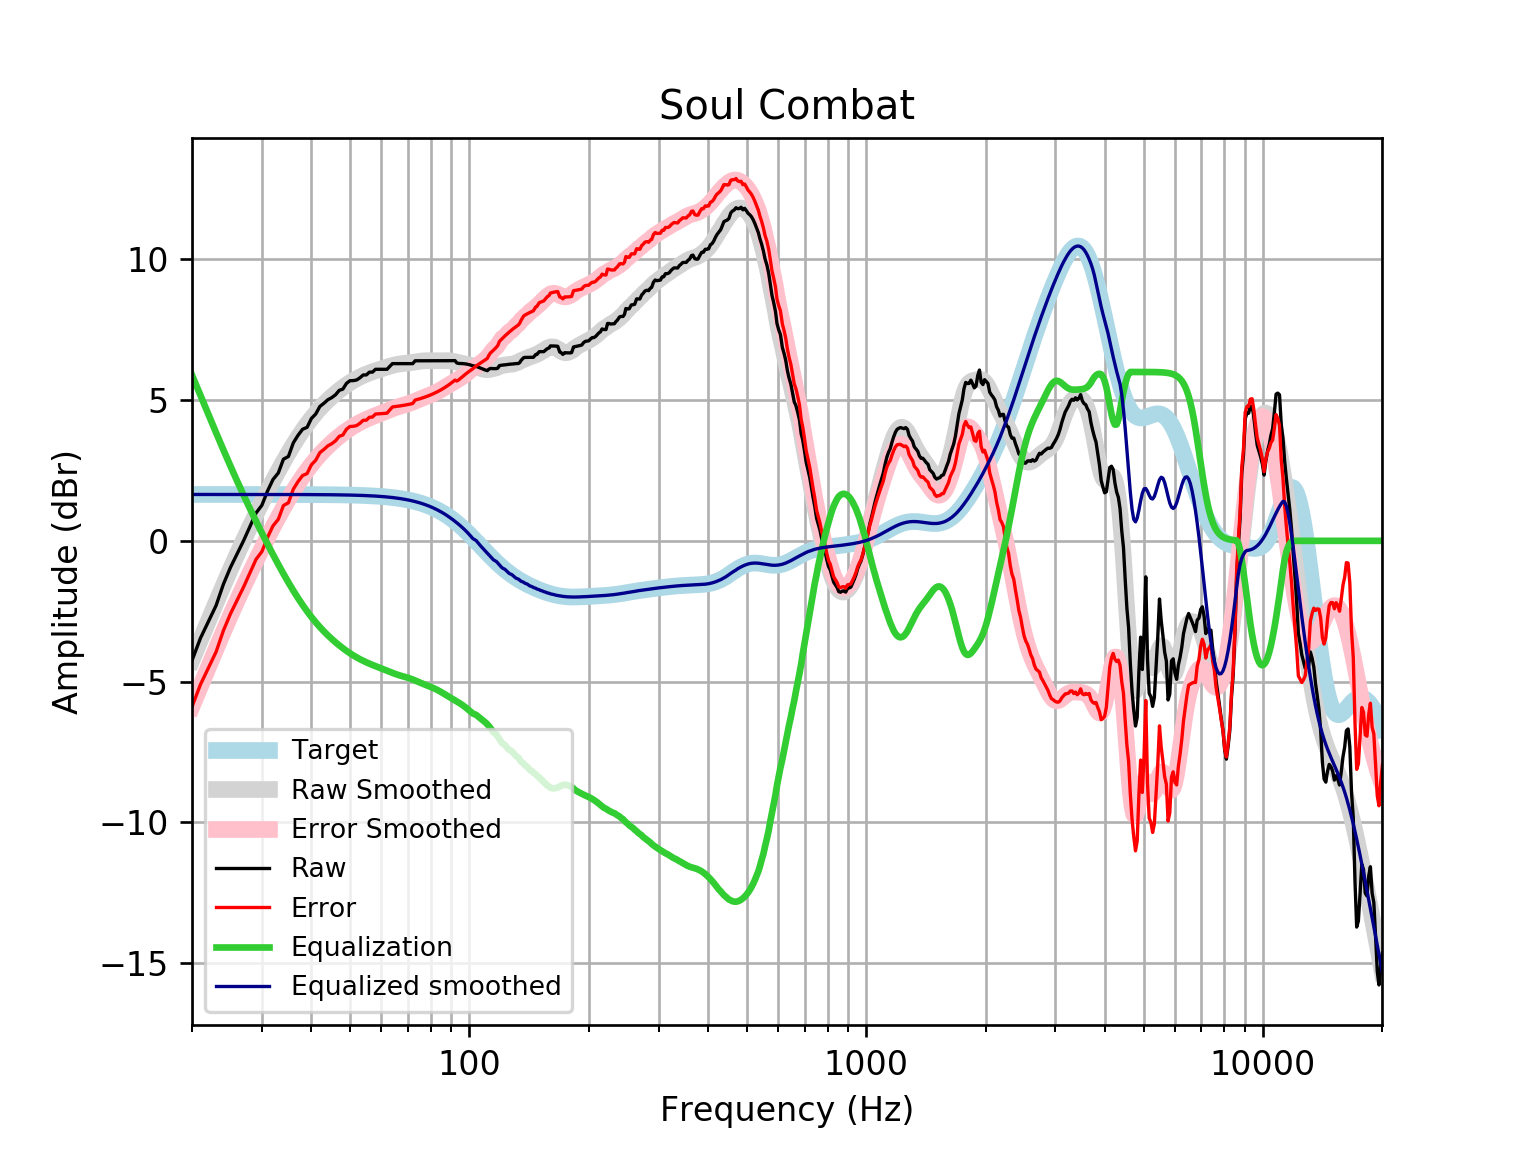 Soul Combat
Amplitude (dBr)
10
5
0
−5
−10
−15
Target
Raw Smoothed
Error Smoothed
Raw
Error
Equalization
Equalized smoothed
100
1000
10000
Frequency (Hz)